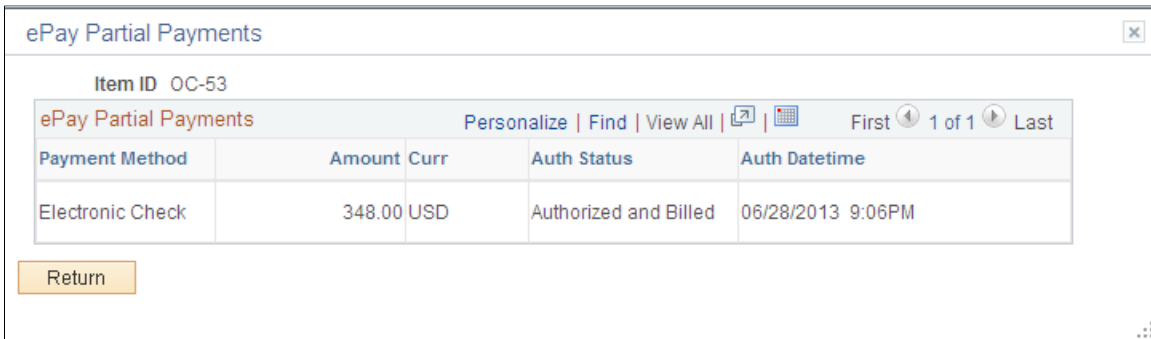 ePay Partial Payments
Item ID OC-53
ePay Partial Payments Personalize | Find | View All | | First 1 of 1 Last
Payment Method Amount Curr Auth Status Auth Datetime
Electronic Check 348.00 USD Authorized and Billed 06/28/2013 9:06PM
Return